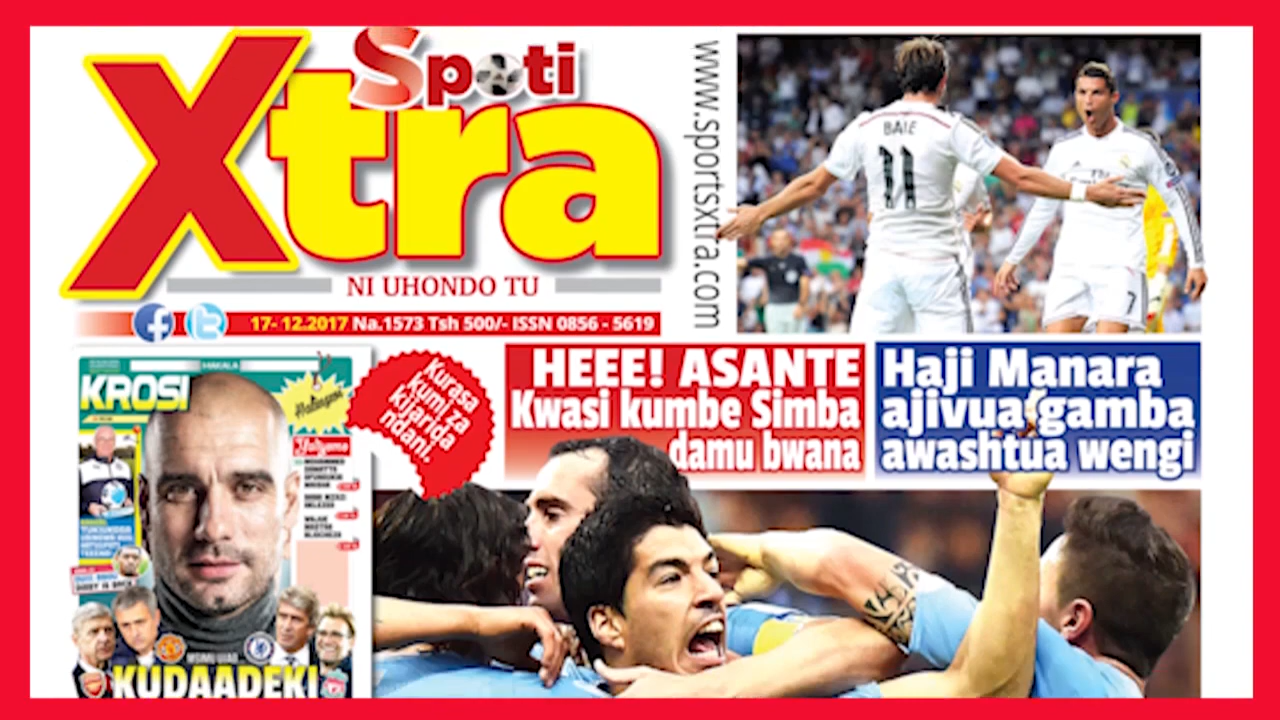 Spoti
Xtra
NI UHONDO TU
17-12.2017 Na.1573 Tsh 500/- ISSN 0856 - 5619
www.sportsxtra.com
BALE
11
7
KROSI
MAKALA
Kurasa
kumi za
kijarida
ndani.
HEEE! ASANTE
Kwasi kumbe Simba
damu bwana
Haji Manara
ajivua gamba
awashtua wengi
KUDAADEKI